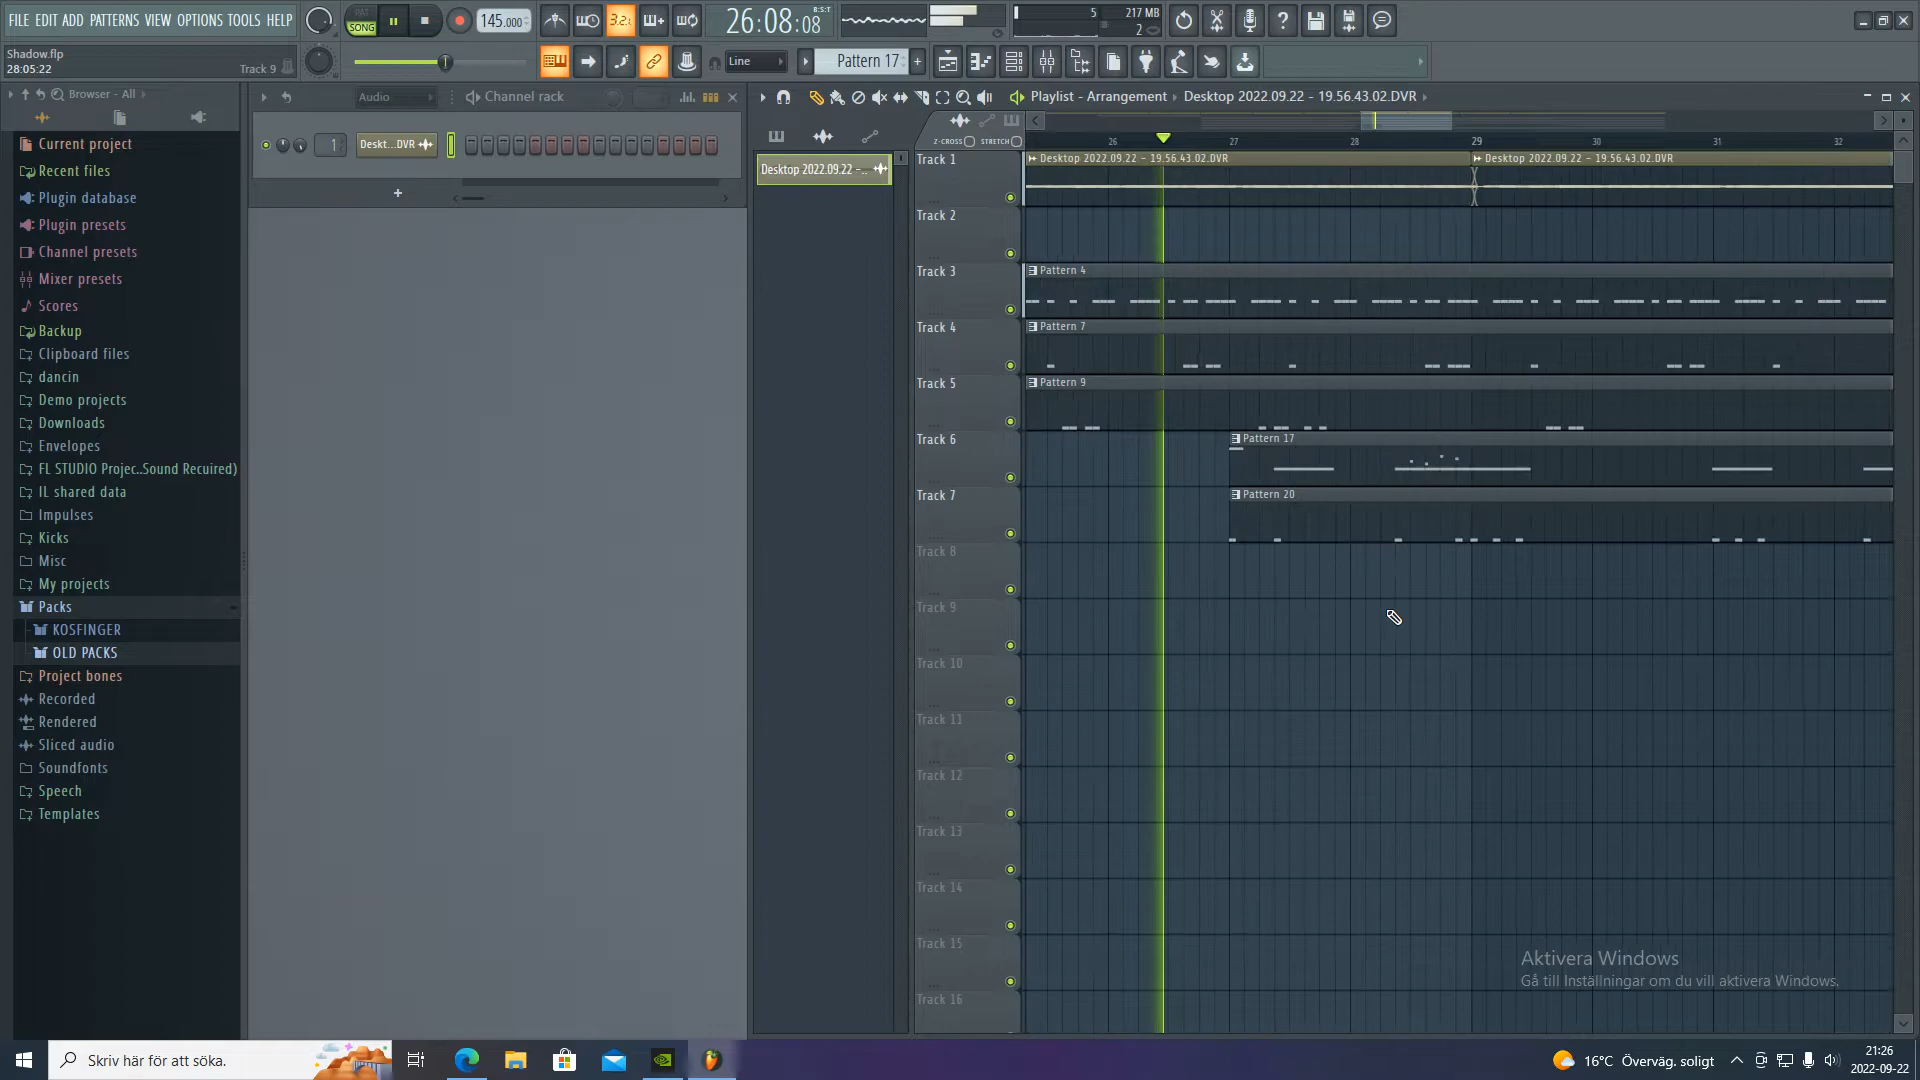 FILE EDIT ADD PATTERNS VIEW OPTIONS TOOLS HELP
PAT
SONG
145.000
3.2.
26:08:08
B:S:T
5
217 MB
2
Shadow.flp
28:05:22
Track 9
Line
Pattern 17
Browser - All
Audio
Channel rack
Playlist - Arrangement
Desktop 2022.09.22 - 19.56.43.02.DVR
Current project
Recent files
Plugin database
Plugin presets
Channel presets
Mixer presets
Scores
Backup
Clipboard files
dancin
Demo projects
Downloads
Envelopes
FL STUDIO Projec..Sound Recuired)
IL shared data
Impulses
Kicks
Misc
My projects
Packs
KOSFINGER
OLD PACKS
Project bones
Recorded
Rendered
Sliced audio
Soundfonts
Speech
Templates
1
Deskt...DVR
+
Desktop 2022.09.22 -..
Z-CROSS
STRETCH
26
27
28
29
30
31
32
Track 1
Desktop 2022.09.22 - 19.56.43.02.DVR
Desktop 2022.09.22 - 19.56.43.02.DVR
Track 2
Track 3
Pattern 4
Track 4
Pattern 7
Track 5
Pattern 9
Track 6
Pattern 17
Track 7
Pattern 20
Track 8
Track 9
Track 10
Track 11
Track 12
Track 13
Track 14
Track 15
Track 16
Aktivera Windows
Gå till Inställningar om du vill aktivera Windows.
Skriv här för att söka.
16°C Överväg. soligt
21:26
2022-09-22